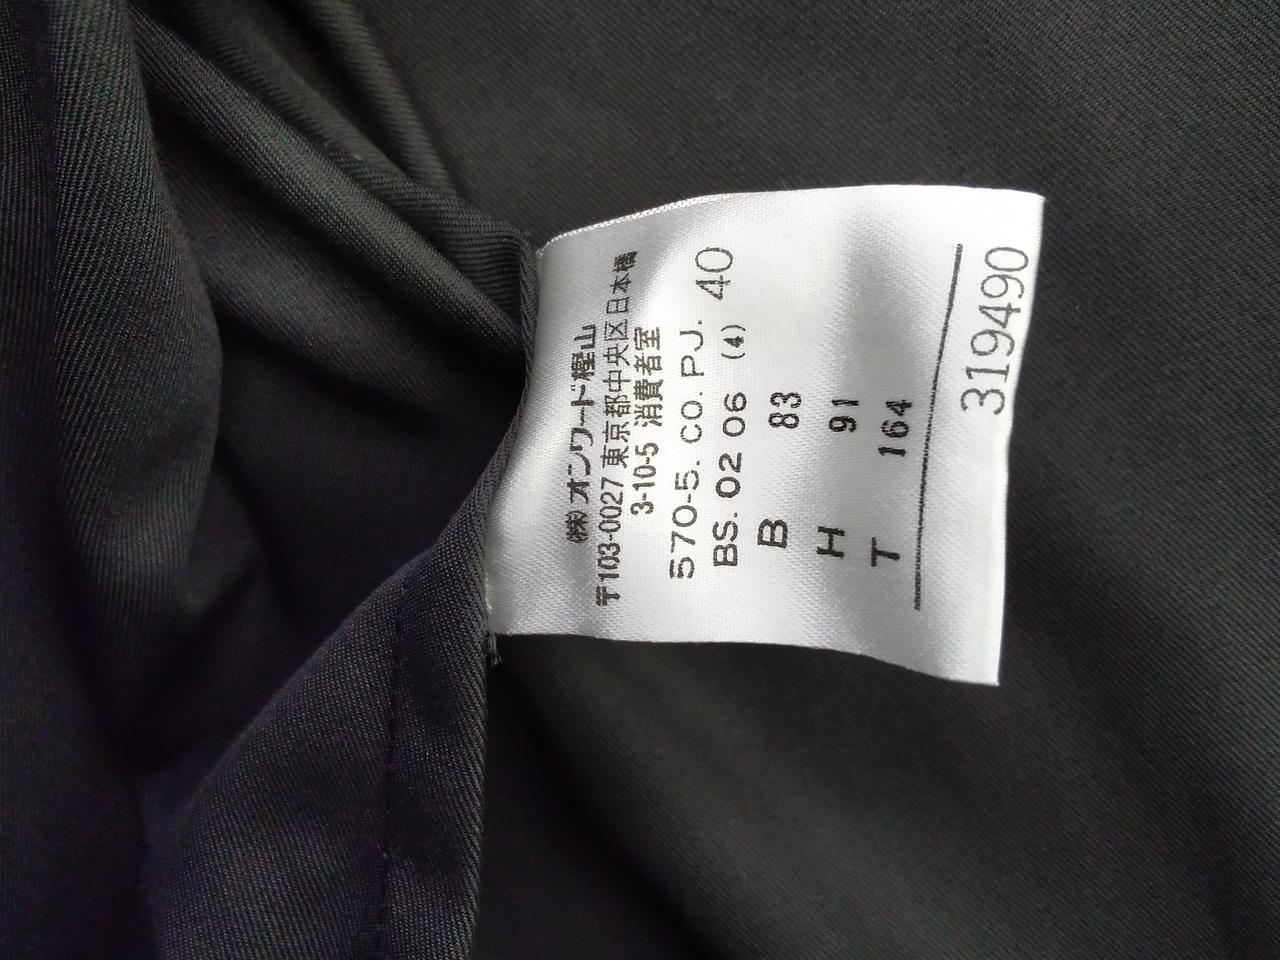 (株)オンワード樫山
〒103-0027 東京都中央区日本橋
3-10-5 消費者室
570-5. CO. PJ. 40
BS. 02 06 (4)
B 83
H 91
T 164
319490